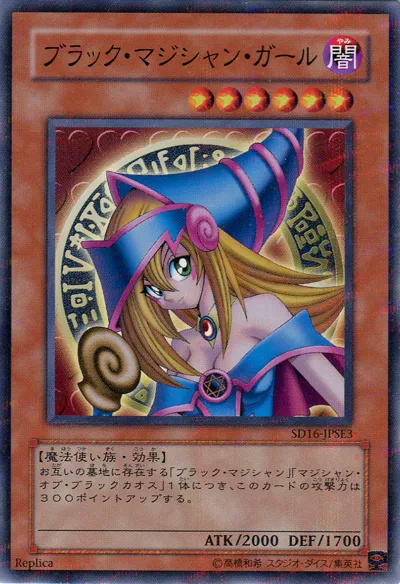 ブラック・マジシャン・ガール
闇
SD16-JPSE3
【魔法使い族・効果】
お互いの墓地に存在する「ブラック・マジシャン」「マジシャン・
オブ・ブラックカオス」1体につき、このカードの攻撃力は
300ポイントアップする。
ATK/2000 DEF/1700
Replica
©高橋和希 スタジオ・ダイス/集英社